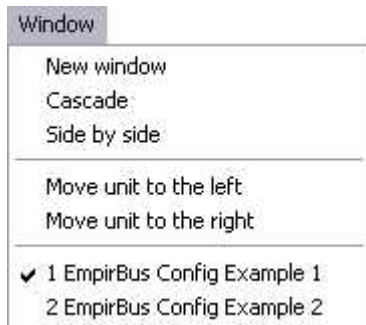 Window
New window
Cascade
Side by side
Move unit to the left
Move unit to the right
1 EmpirBus Config Example 1
2 EmpirBus Config Example 2